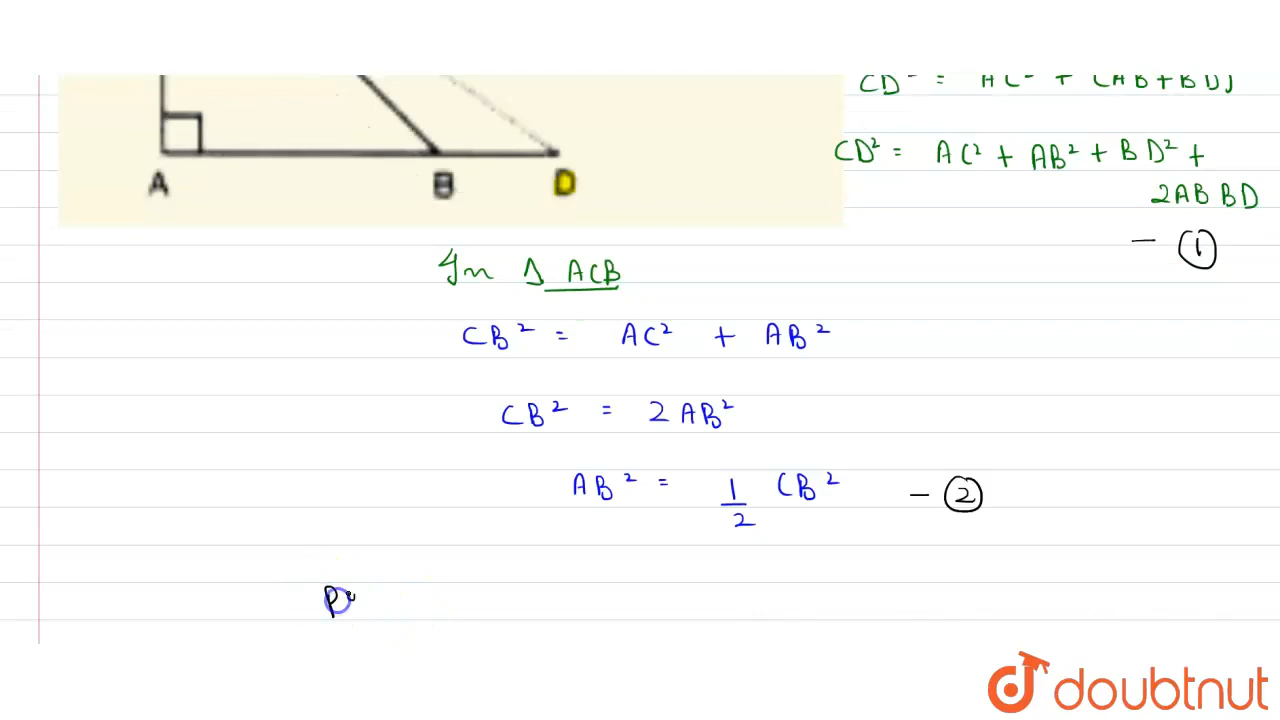 CD² = AC² + (AB+BD)
CD² = AC² + AB² + BD² +
2AB BD
- ①
A B D
In Δ ACB
CB² = AC² + AB²
CB² = 2AB²
AB² = 1/2 CB² - ②
doubtnut